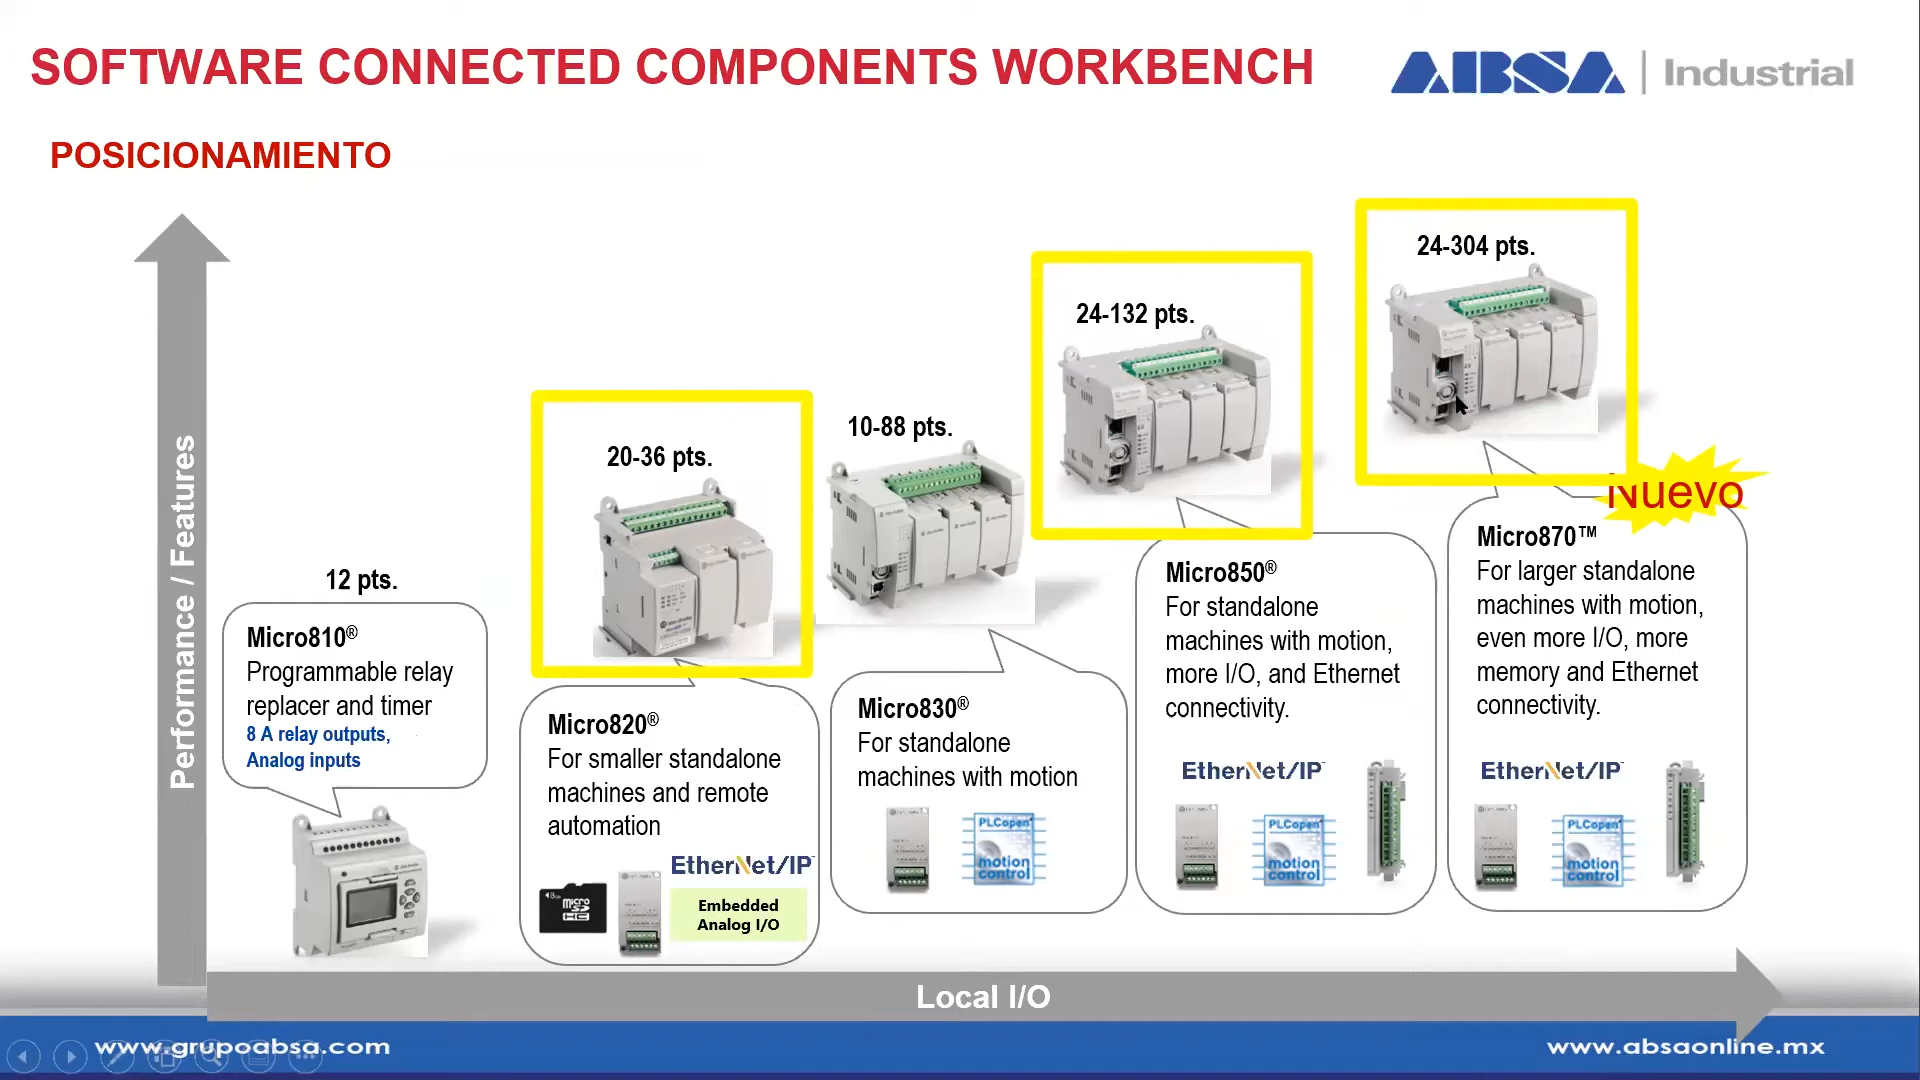 SOFTWARE CONNECTED COMPONENTS WORKBENCH
ABSA | Industrial
POSICIONAMIENTO
Performance / Features
12 pts.
Micro810®
Programmable relay
replacer and timer
8 A relay outputs,
Analog inputs
20-36 pts.
Micro820®
For smaller standalone
machines and remote
automation
EtherNet/IP
micro
SD
HC
Embedded
Analog I/O
10-88 pts.
Micro830®
For standalone
machines with motion
PLCopen
motion
control
24-132 pts.
Micro850®
For standalone
machines with motion,
more I/O, and Ethernet
connectivity.
EtherNet/IP
PLCopen
motion
control
24-304 pts.
Nuevo
Micro870™
For larger standalone
machines with motion,
even more I/O, more
memory and Ethernet
connectivity.
EtherNet/IP
PLCopen
motion
control
Local I/O
www.grupoabsa.com
www.absaonline.mx